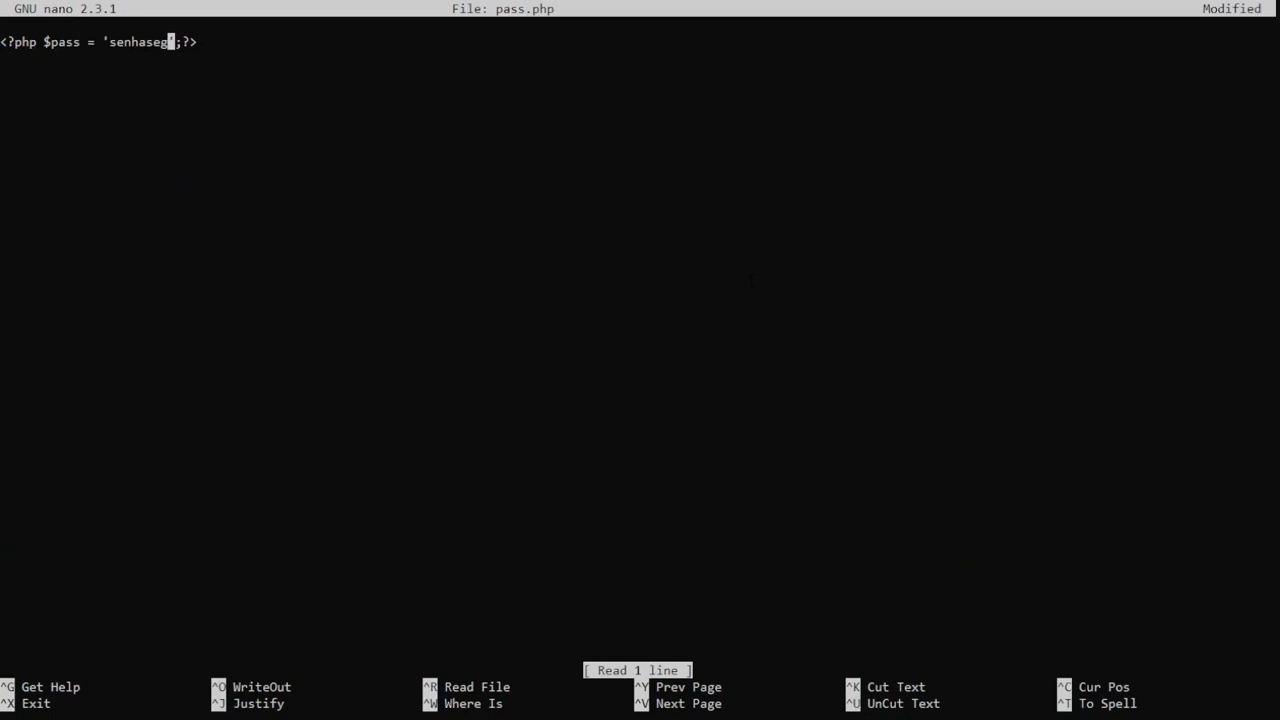 GNU nano 2.3.1 File: pass.php Modified
<?php $pass = 'senhaseg';?>
[ Read 1 line ]
^G Get Help ^O WriteOut ^R Read File ^Y Prev Page ^K Cut Text ^C Cur Pos
^X Exit ^J Justify ^W Where Is ^V Next Page ^U UnCut Text ^T To Spell